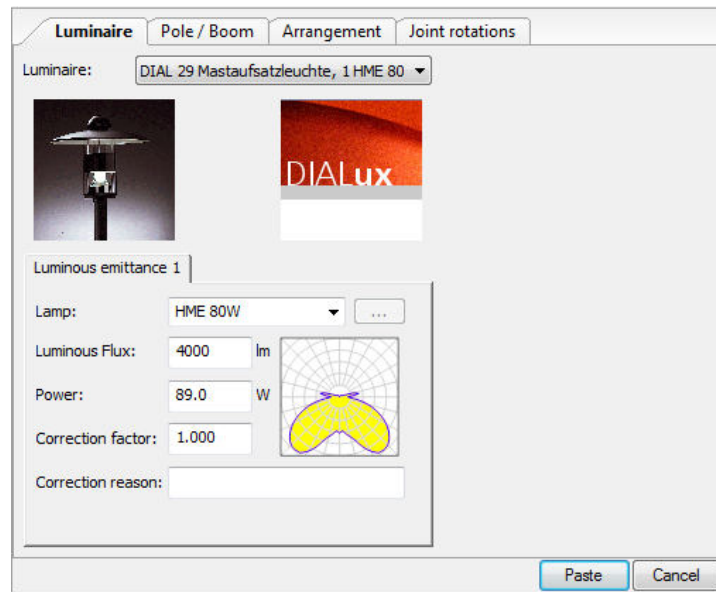 Luminaire Pole / Boom Arrangement Joint rotations
Luminaire: DIAL 29 Mastaufsatzleuchte, 1 HME 80
DIALux
Luminous emittance 1
Lamp: HME 80W ...
Luminous Flux: 4000 lm
Power: 89.0 W
Correction factor: 1.000
Correction reason:
Paste Cancel